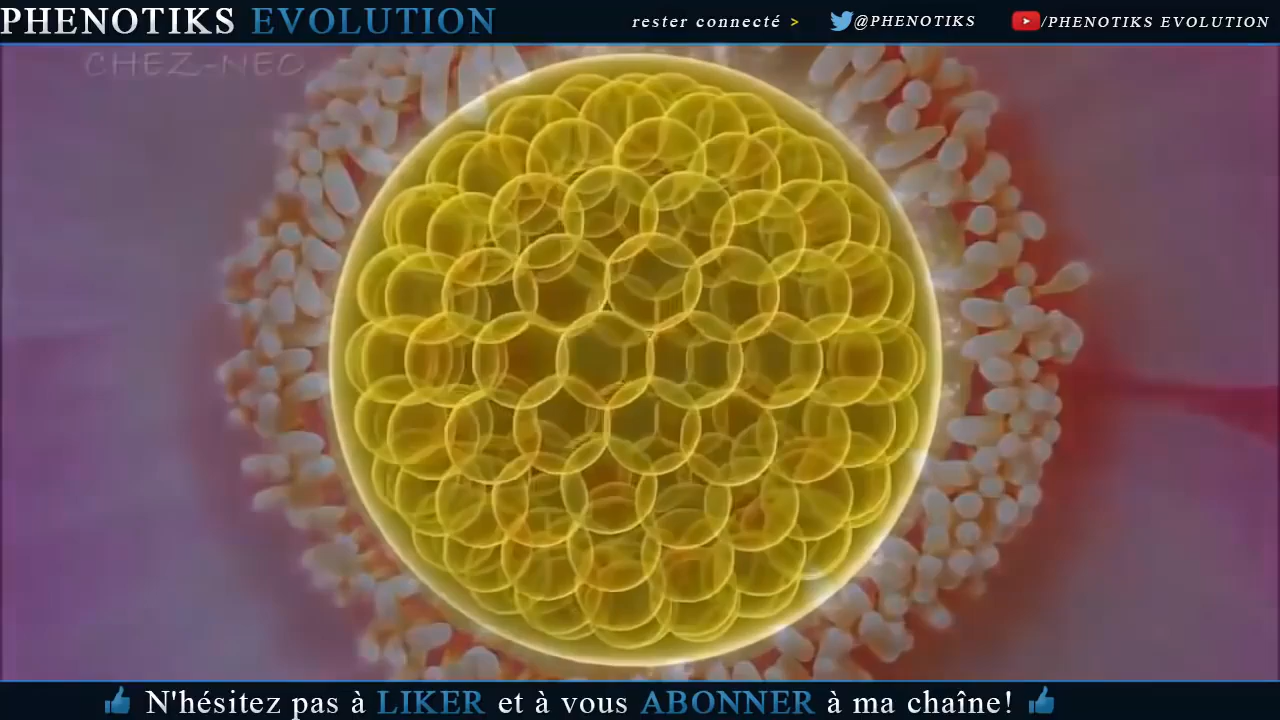 PHENOTIKS EVOLUTION
rester connecté > @PHENOTIKS /PHENOTIKS EVOLUTION
CHEZ-NEO
N'hésitez pas à LIKER et à vous ABONNER à ma chaîne!